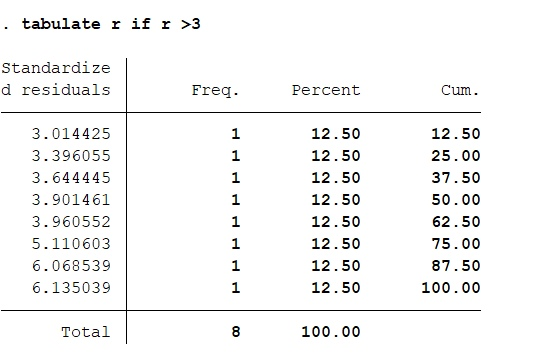 . tabulate r if r >3
Standardize
d residuals Freq. Percent Cum.
3.014425 1 12.50 12.50
3.396055 1 12.50 25.00
3.644445 1 12.50 37.50
3.901461 1 12.50 50.00
3.960552 1 12.50 62.50
5.110603 1 12.50 75.00
6.068539 1 12.50 87.50
6.135039 1 12.50 100.00
Total 8 100.00